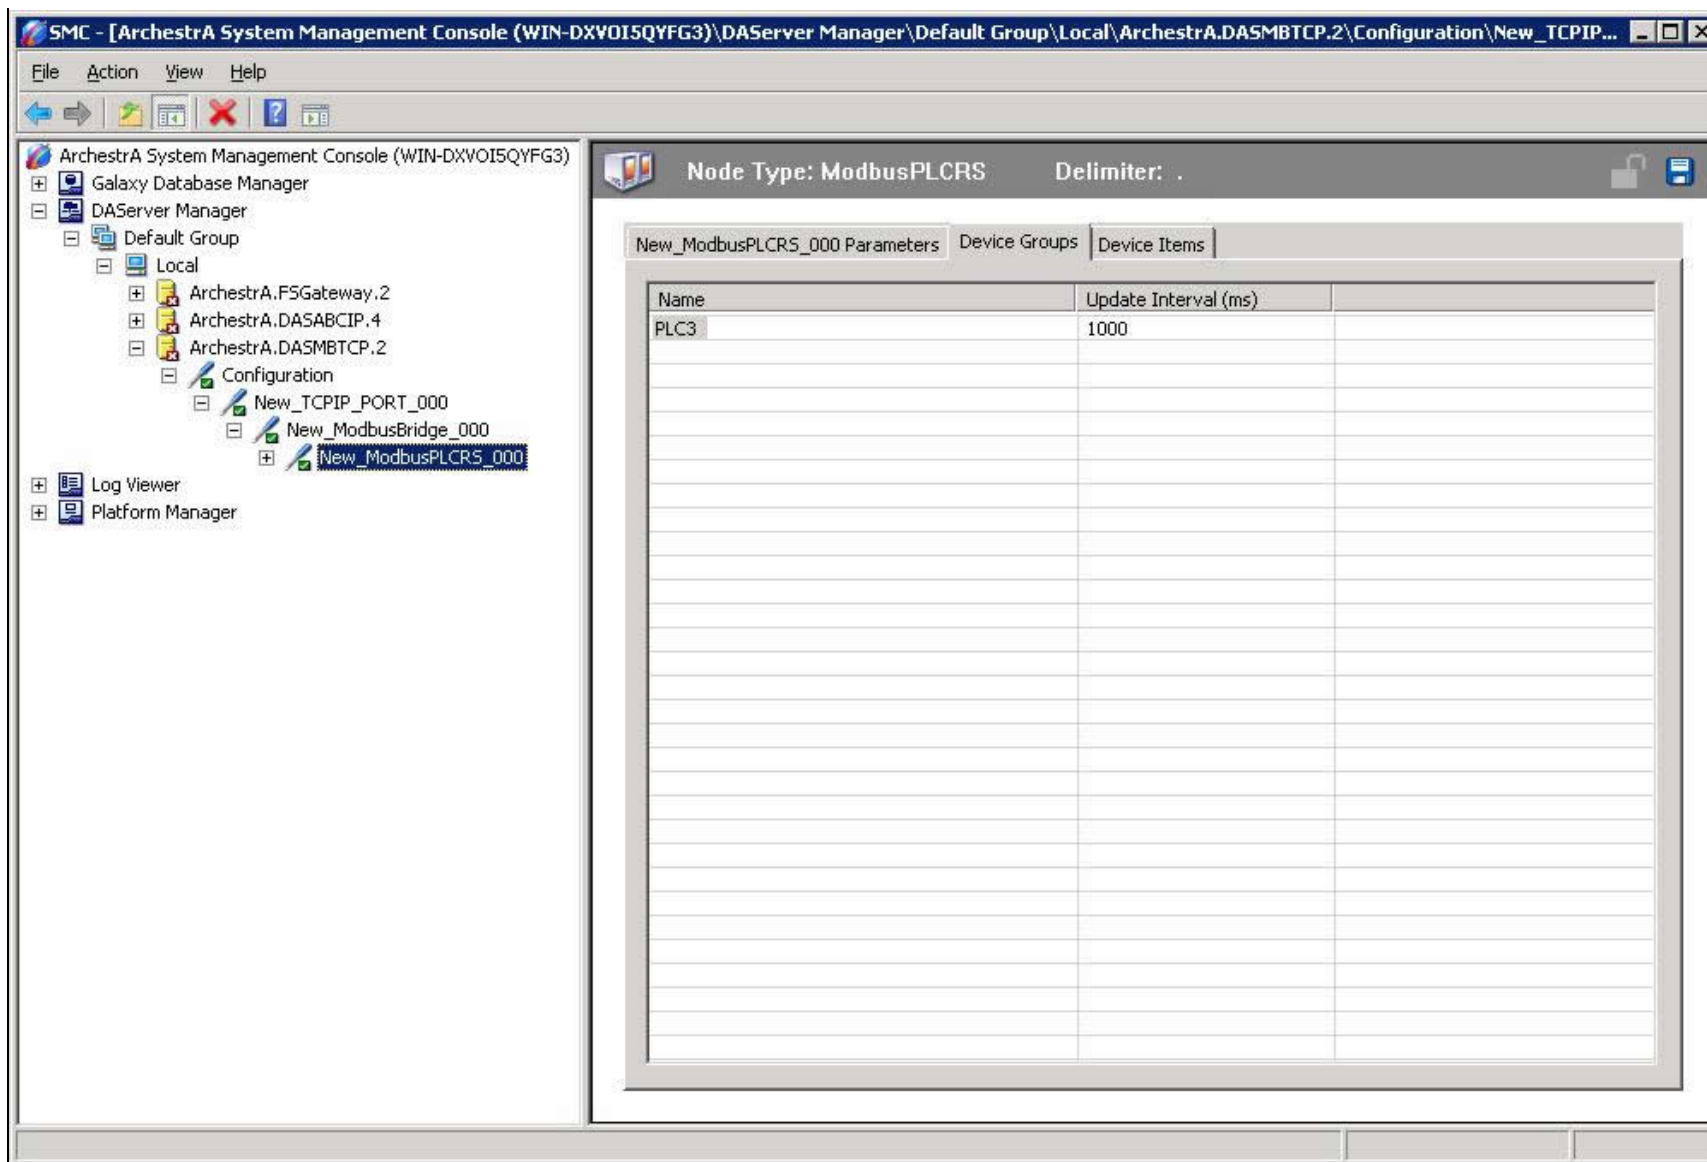 SMC - [ArchestrA System Management Console (WIN-DXVOI5QYFG3)\DAServer Manager\Default Group\Local\ArchestrA.DASMBTCP.2\Configuration\New_TCPIP...
File Action View Help
ArchestrA System Management Console (WIN-DXVOI5QYFG3)
Galaxy Database Manager
DAServer Manager
Default Group
Local
ArchestrA.FSGateway.2
ArchestrA.DASABCIP.4
ArchestrA.DASMBTCP.2
Configuration
New_TCPIP_PORT_000
New_ModbusBridge_000
New_ModbusPLCRS_000
Log Viewer
Platform Manager
Node Type: ModbusPLCRS Delimiter: .
New_ModbusPLCRS_000 Parameters Device Groups Device Items
Name Update Interval (ms)
PLC3 1000